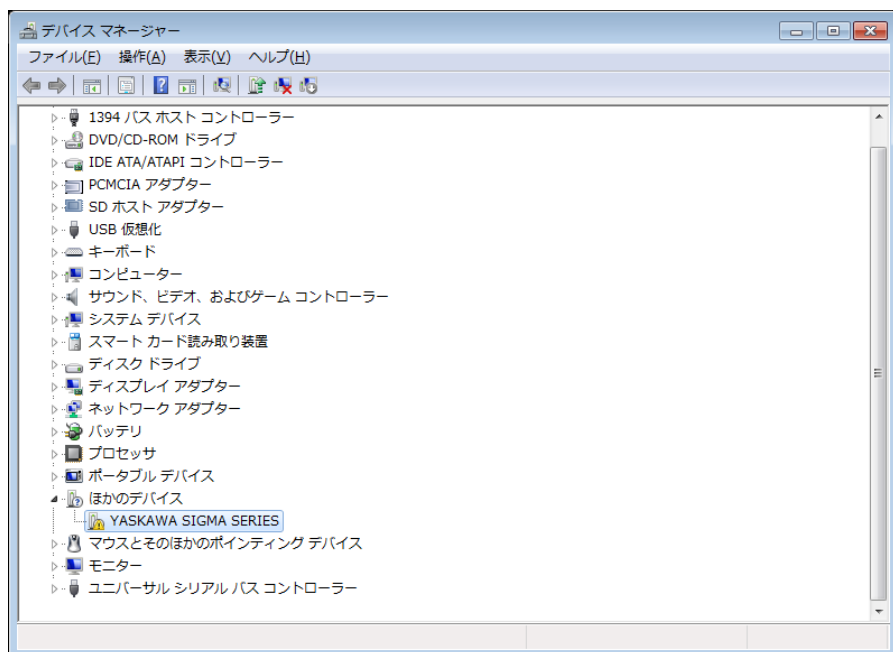 デバイス マネージャー
ファイル(F) 操作(A) 表示(V) ヘルプ(H)
1394 バス ホスト コントローラー
DVD/CD-ROM ドライブ
IDE ATA/ATAPI コントローラー
PCMCIA アダプター
SD ホスト アダプター
USB 仮想化
キーボード
コンピューター
サウンド、ビデオ、およびゲーム コントローラー
システム デバイス
スマート カード読み取り装置
ディスク ドライブ
ディスプレイ アダプター
ネットワーク アダプター
バッテリ
プロセッサ
ポータブル デバイス
ほかのデバイス
YASKAWA SIGMA SERIES
マウスとそのほかのポインティング デバイス
モニター
ユニバーサル シリアル バス コントローラー